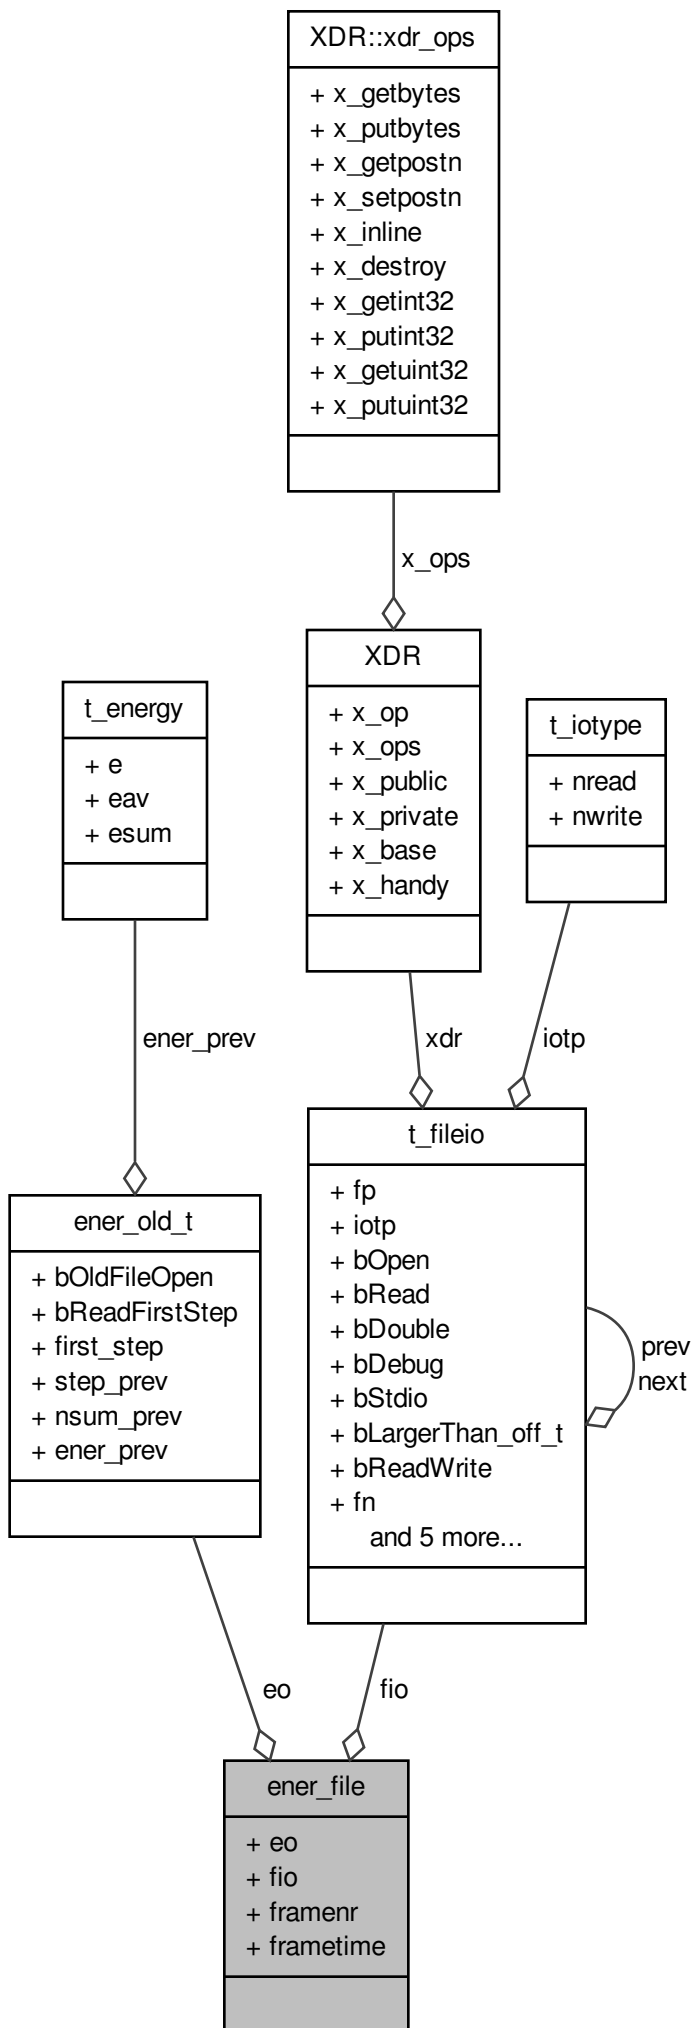 XDR::xdr_ops
+ x_getbytes
+ x_putbytes
+ x_getpostn
+ x_setpostn
+ x_inline
+ x_destroy
+ x_getint32
+ x_putint32
+ x_getuint32
+ x_putuint32
x_ops
XDR
+ x_op
+ x_ops
+ x_public
+ x_private
+ x_base
+ x_handy
t_energy
+ e
+ eav
+ esum
t_iotype
+ nread
+ nwrite
ener_prev
xdr
iotp
t_fileio
+ fp
+ iotp
+ bOpen
+ bRead
+ bDouble
+ bDebug
+ bStdio
+ bLargerThan_off_t
+ bReadWrite
+ fn
and 5 more...
prev
next
ener_old_t
+ bOldFileOpen
+ bReadFirstStep
+ first_step
+ step_prev
+ nsum_prev
+ ener_prev
eo
fio
ener_file
+ eo
+ fio
+ framenr
+ frametime